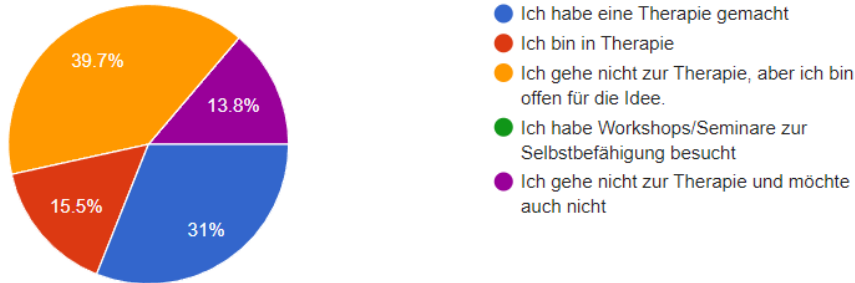 39.7%
13.8%
15.5%
31%
Ich habe eine Therapie gemacht
Ich bin in Therapie
Ich gehe nicht zur Therapie, aber ich bin
offen für die Idee.
Ich habe Workshops/Seminare zur
Selbstbefähigung besucht
Ich gehe nicht zur Therapie und möchte
auch nicht